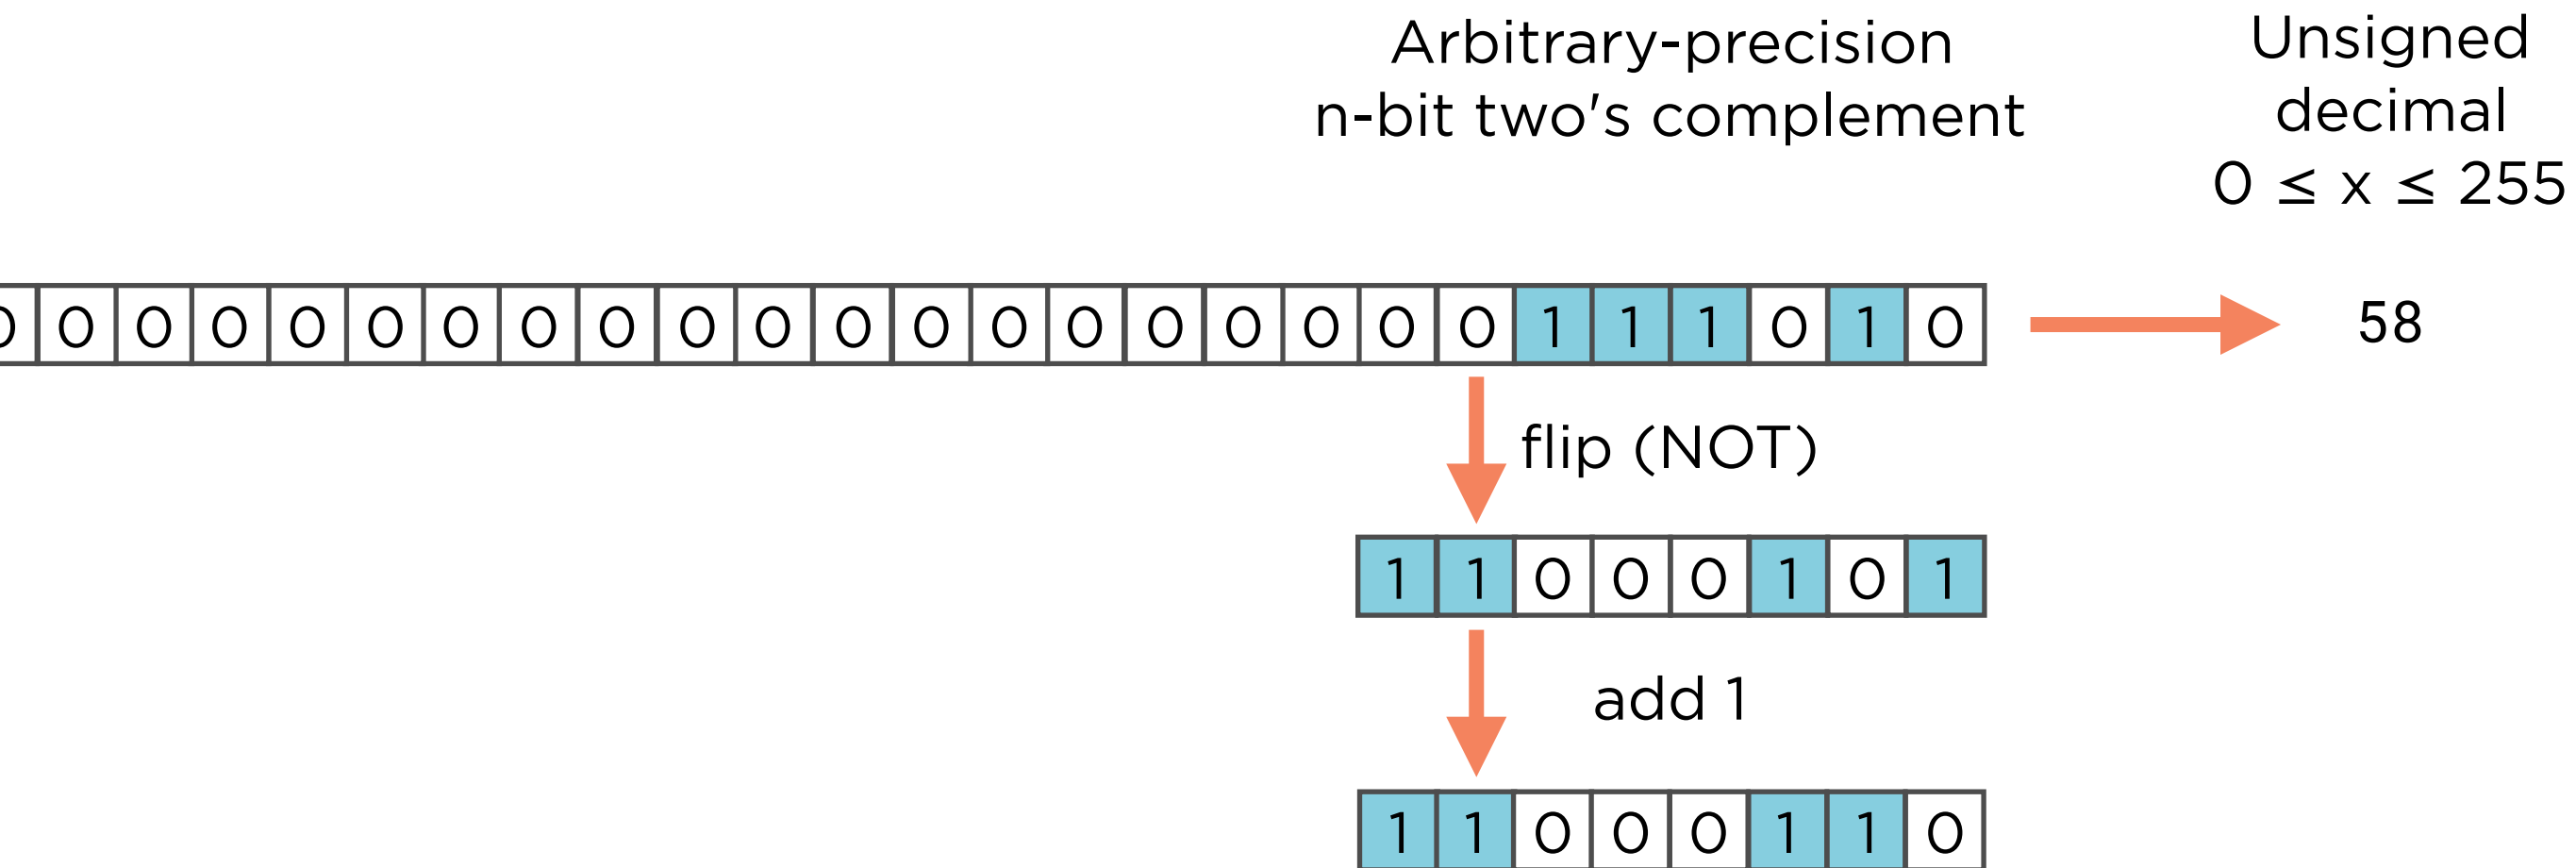 Arbitrary-precision
n-bit two's complement
Unsigned
decimal
0 ≤ x ≤ 255
0 0 0 0 0 0 0 0 0 0 0 0 0 0 0 0 0 0 0 0 1 1 1 0 1 0
58
flip (NOT)
1 1 0 0 0 1 0 1
add 1
1 1 0 0 0 1 1 0